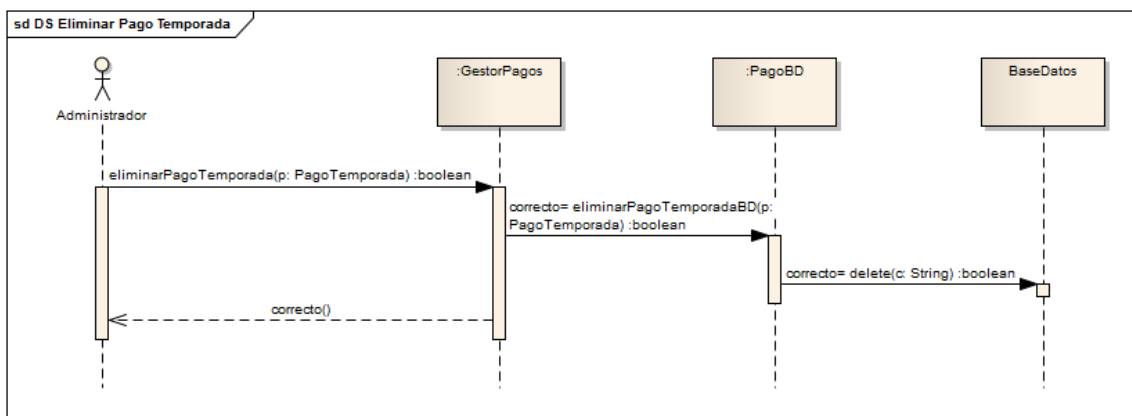 sd DS Eliminar Pago Temporada
Administrador
:GestorPagos
:PagoBD
BaseDatos
eliminarPagoTemporada(p: PagoTemporada) :boolean
correcto= eliminarPagoTemporadaBD(p:
PagoTemporada) :boolean
correcto= delete(c: String) :boolean
correcto()